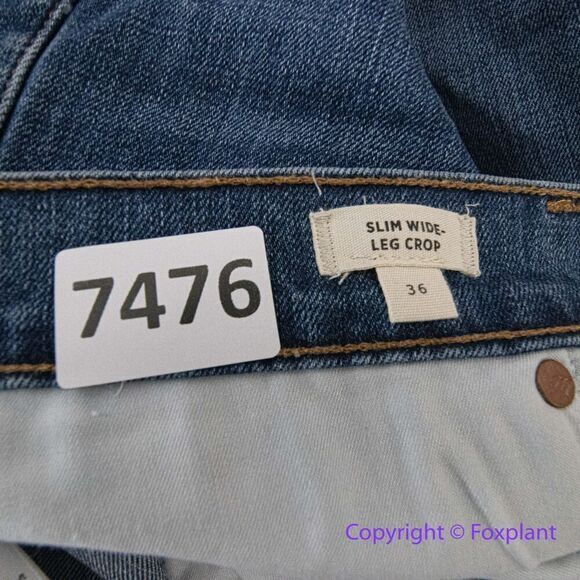 SLIM WIDE-
LEG CROP
36
7476
Copyright © Foxplant